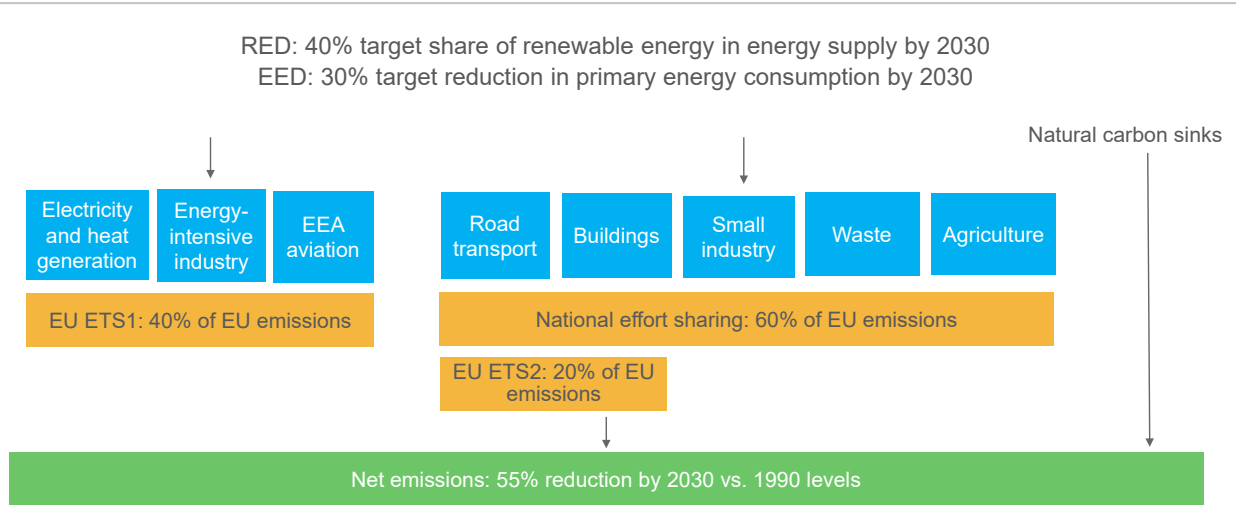 RED: 40% target share of renewable energy in energy supply by 2030
EED: 30% target reduction in primary energy consumption by 2030
Natural carbon sinks
Electricity
and heat
generation
Energy-
intensive
industry
EEA
aviation
Road
transport
Buildings
Small
industry
Waste
Agriculture
EU ETS1: 40% of EU emissions
National effort sharing: 60% of EU emissions
EU ETS2: 20% of EU
emissions
Net emissions: 55% reduction by 2030 vs. 1990 levels